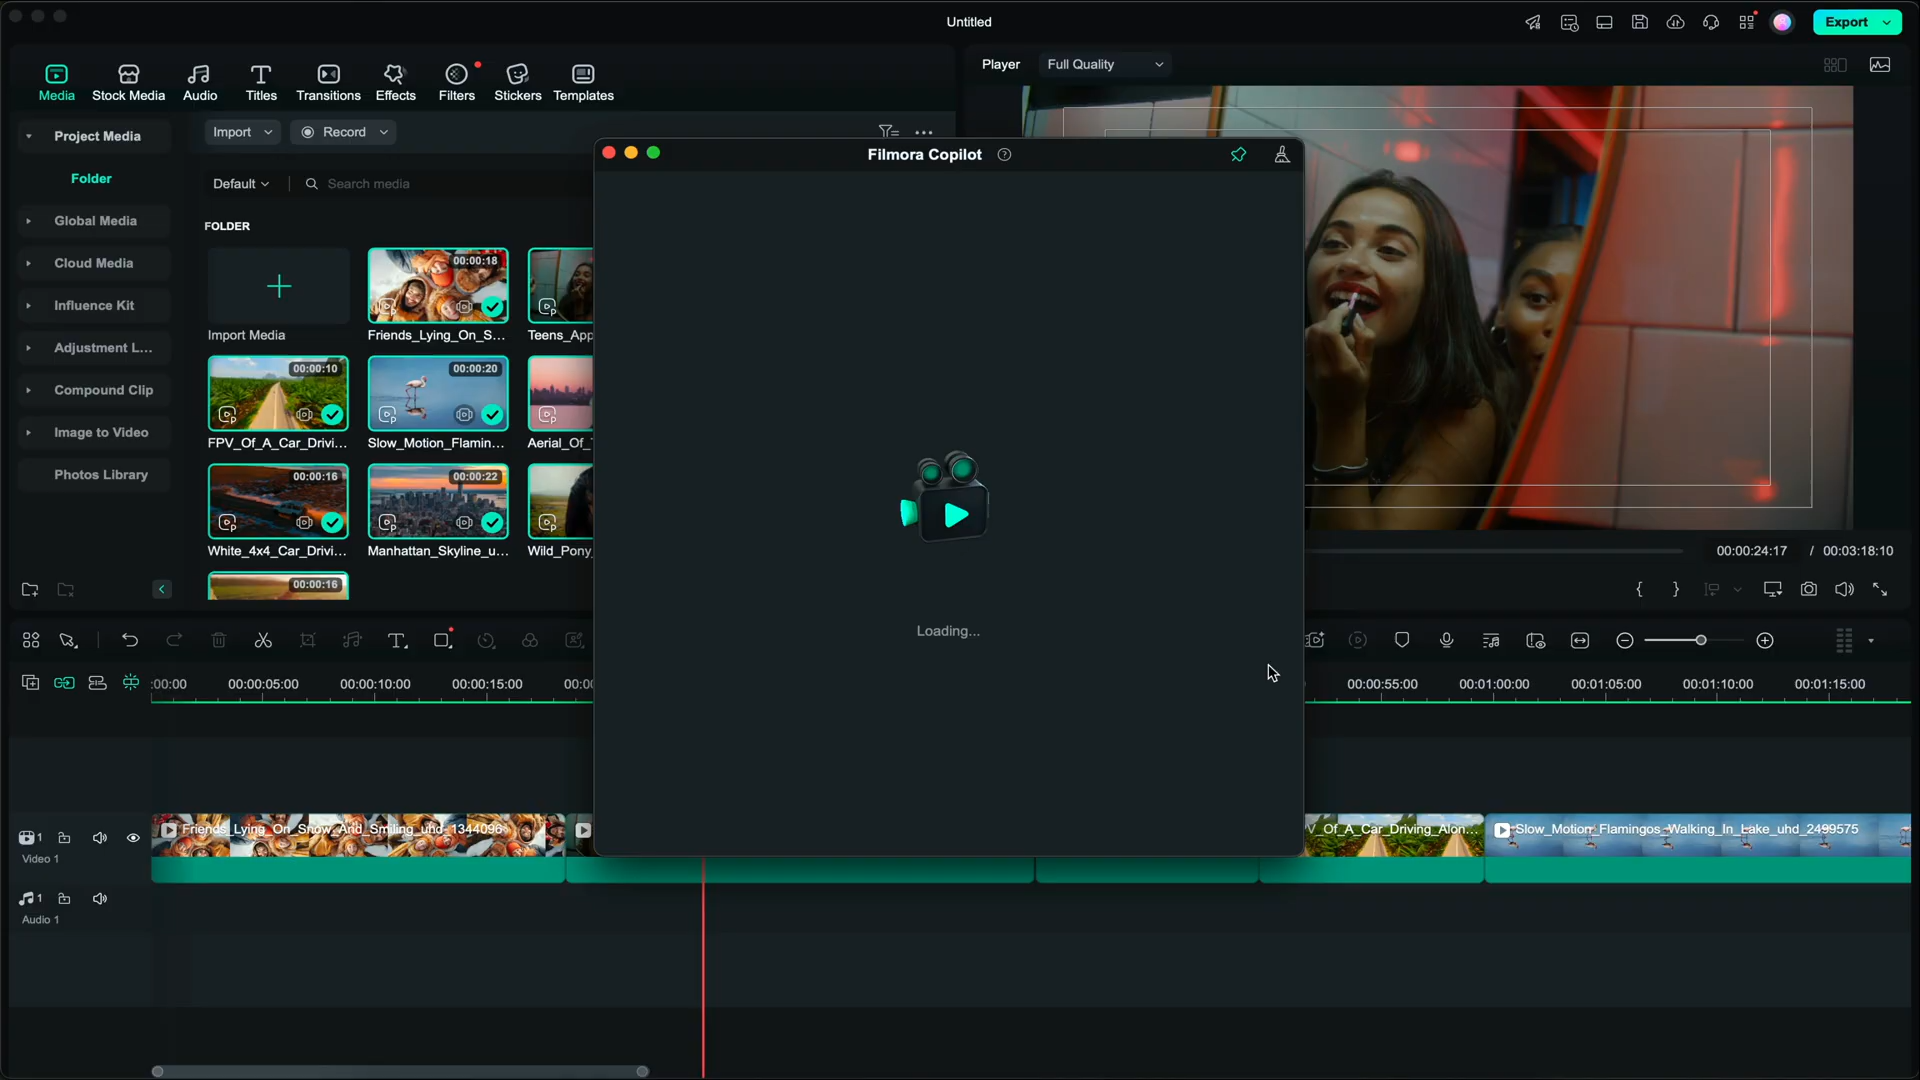 Untitled
Export
Media
Stock Media
Audio
Titles
Transitions
Effects
Filters
Stickers
Templates
Player
Full Quality
Project Media
Folder
Global Media
Cloud Media
Influence Kit
Adjustment L...
Compound Clip
Image to Video
Photos Library
Import
Record
Default
Search media
FOLDER
Import Media
00:00:18
Friends_Lying_On_S...
Teens_App
00:00:10
FPV_Of_A_Car_Drivi...
00:00:20
Slow_Motion_Flamin...
Aerial_Of_
00:00:16
White_4x4_Car_Drivi...
00:00:22
Manhattan_Skyline_u...
Wild_Pony_
00:00:16
Filmora Copilot
Loading...
00:00:24:17 / 00:03:18:10
:00:00
00:00:05:00
00:00:10:00
00:00:15:00
00:00
00:00:55:00
00:01:00:00
00:01:05:00
00:01:10:00
00:01:15:00
1
Video 1
Friends_Lying_On_Snow_And_Smiling_uhd_1344096
V_Of_A_Car_Driving_Alon...
Slow_Motion_Flamingos_Walking_In_Lake_uhd_2499575
1
Audio 1